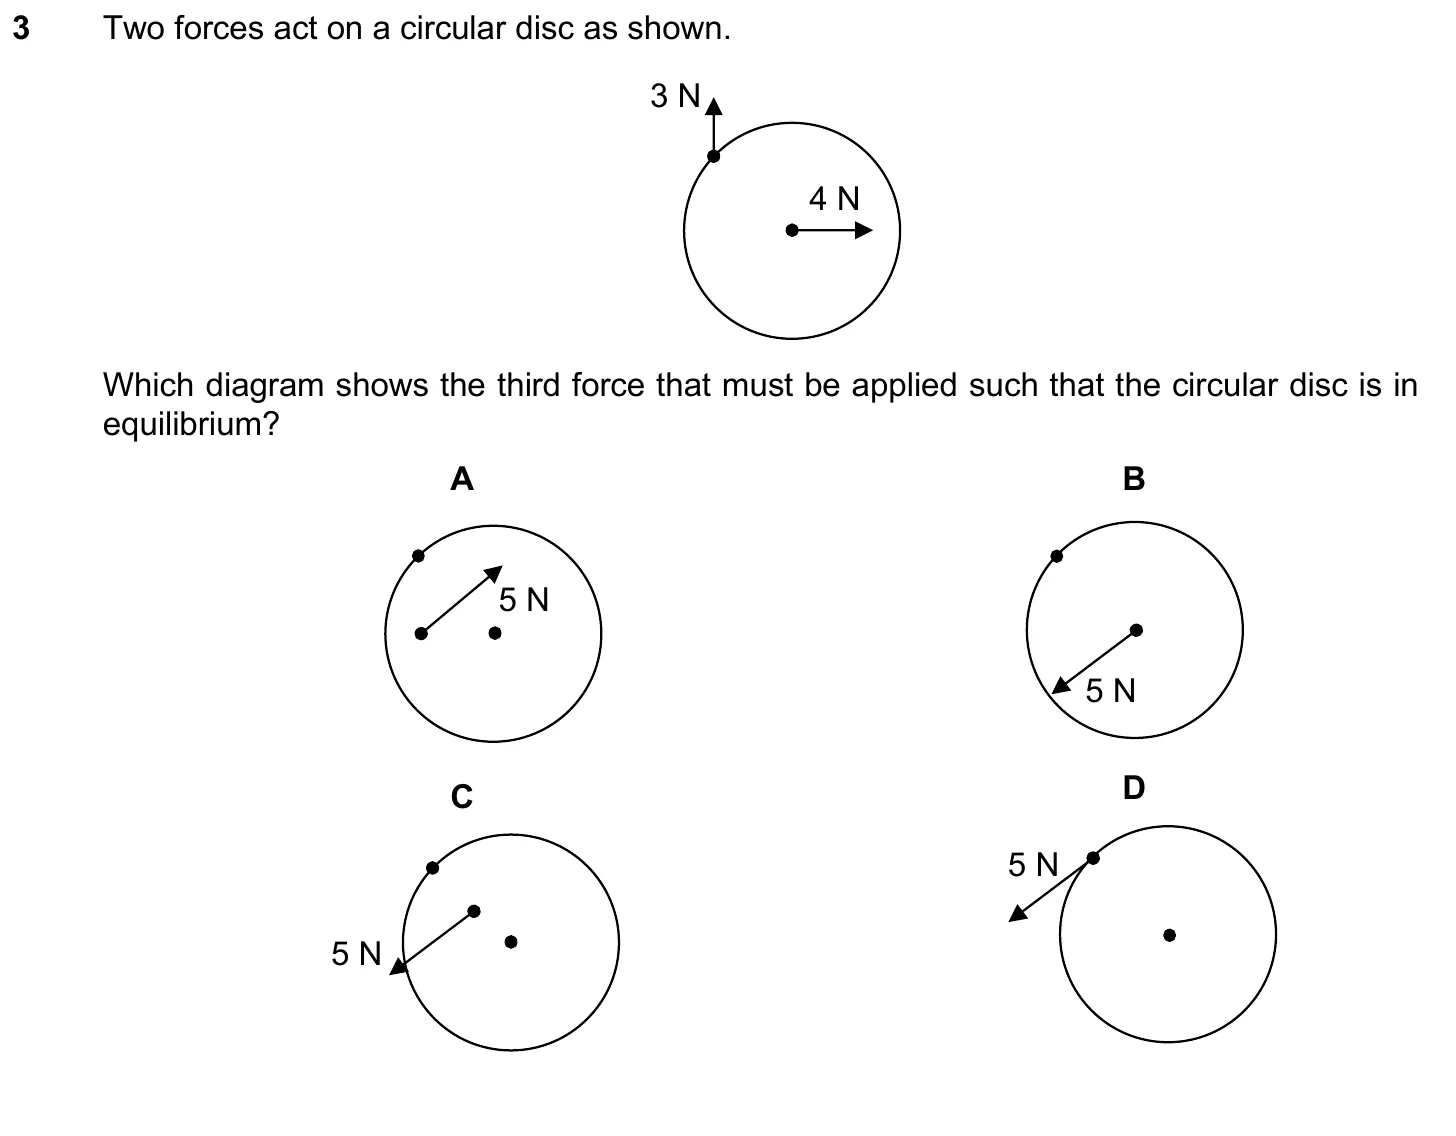 3 Two forces act on a circular disc as shown.
3 N
4 N
Which diagram shows the third force that must be applied such that the circular disc is in
equilibrium?
A
B
5 N
5 N
C
D
5 N
5 N